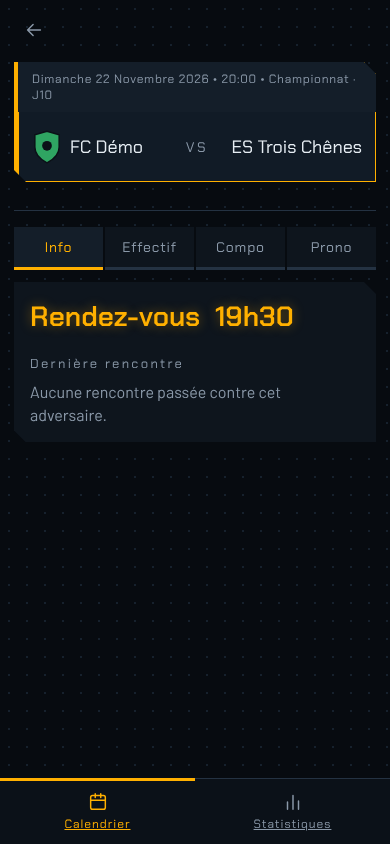 Dimanche 22 Novembre 2026 • 20:00 • Championnat ·
J10
FC Démo VS ES Trois Chênes
Info Effectif Compo Prono
Rendez-vous 19h30
Dernière rencontre
Aucune rencontre passée contre cet
adversaire.
Calendrier Statistiques